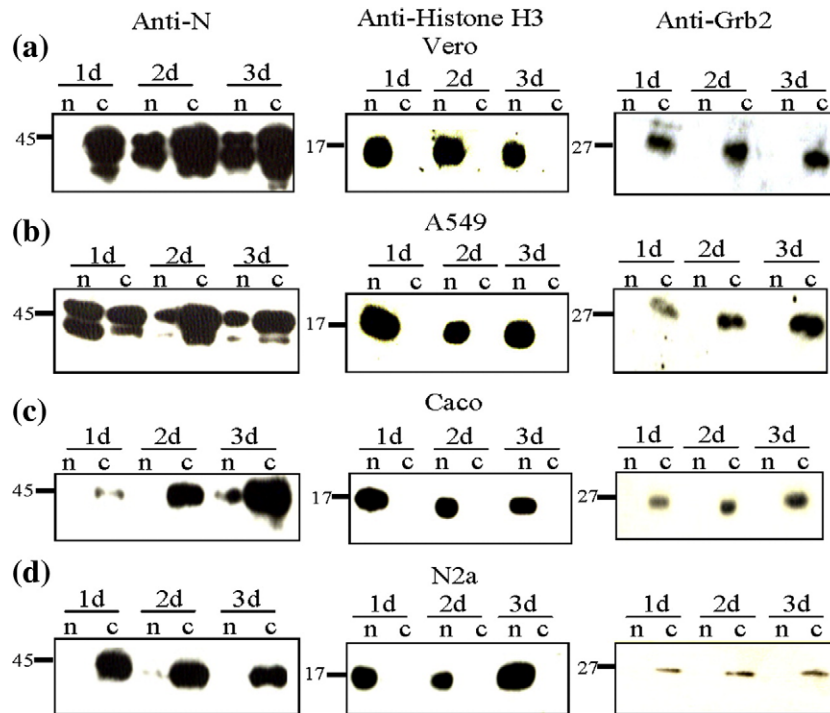 Anti-N Anti-Histone H3 Anti-Grb2
(a) Vero
1d 2d 3d 1d 2d 3d 1d 2d 3d
n c n c n c n c n c n c n c n c n c
45 17 27
(b) A549
1d 2d 3d 1d 2d 3d 1d 2d 3d
n c n c n c n c n c n c n c n c n c
45 17 27
(c) Caco
1d 2d 3d 1d 2d 3d 1d 2d 3d
n c n c n c n c n c n c n c n c n c
45 17 27
(d) N2a
1d 2d 3d 1d 2d 3d 1d 2d 3d
n c n c n c n c n c n c n c n c n c
45 17 27